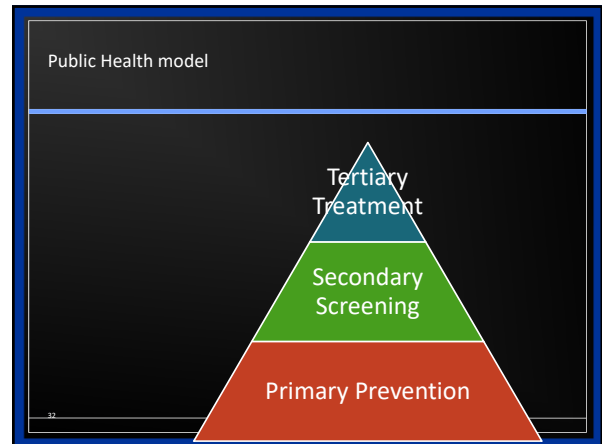 Public Health model
Tertiary
Treatment
Secondary
Screening
Primary Prevention
32